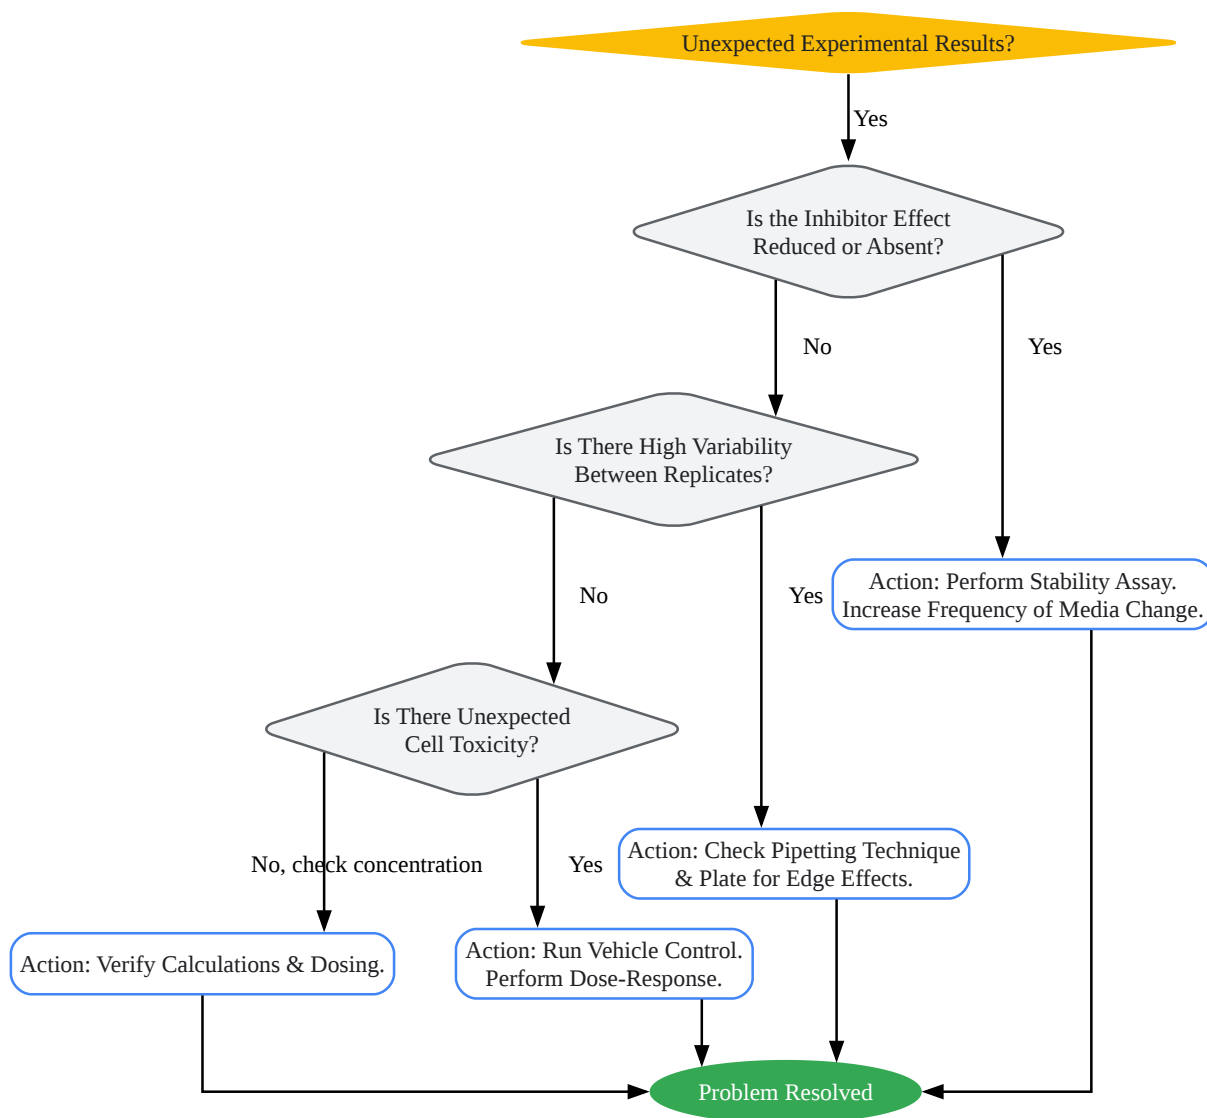 Unexpected Experimental Results?
Yes
Is the Inhibitor Effect
Reduced or Absent?
No
Yes
Is There High Variability
Between Replicates?
No
Yes
Action: Perform Stability Assay.
Increase Frequency of Media Change.
Is There Unexpected
Cell Toxicity?
No, check concentration
Yes
Action: Check Pipetting Technique
& Plate for Edge Effects.
Action: Verify Calculations & Dosing.
Action: Run Vehicle Control.
Perform Dose-Response.
Problem Resolved